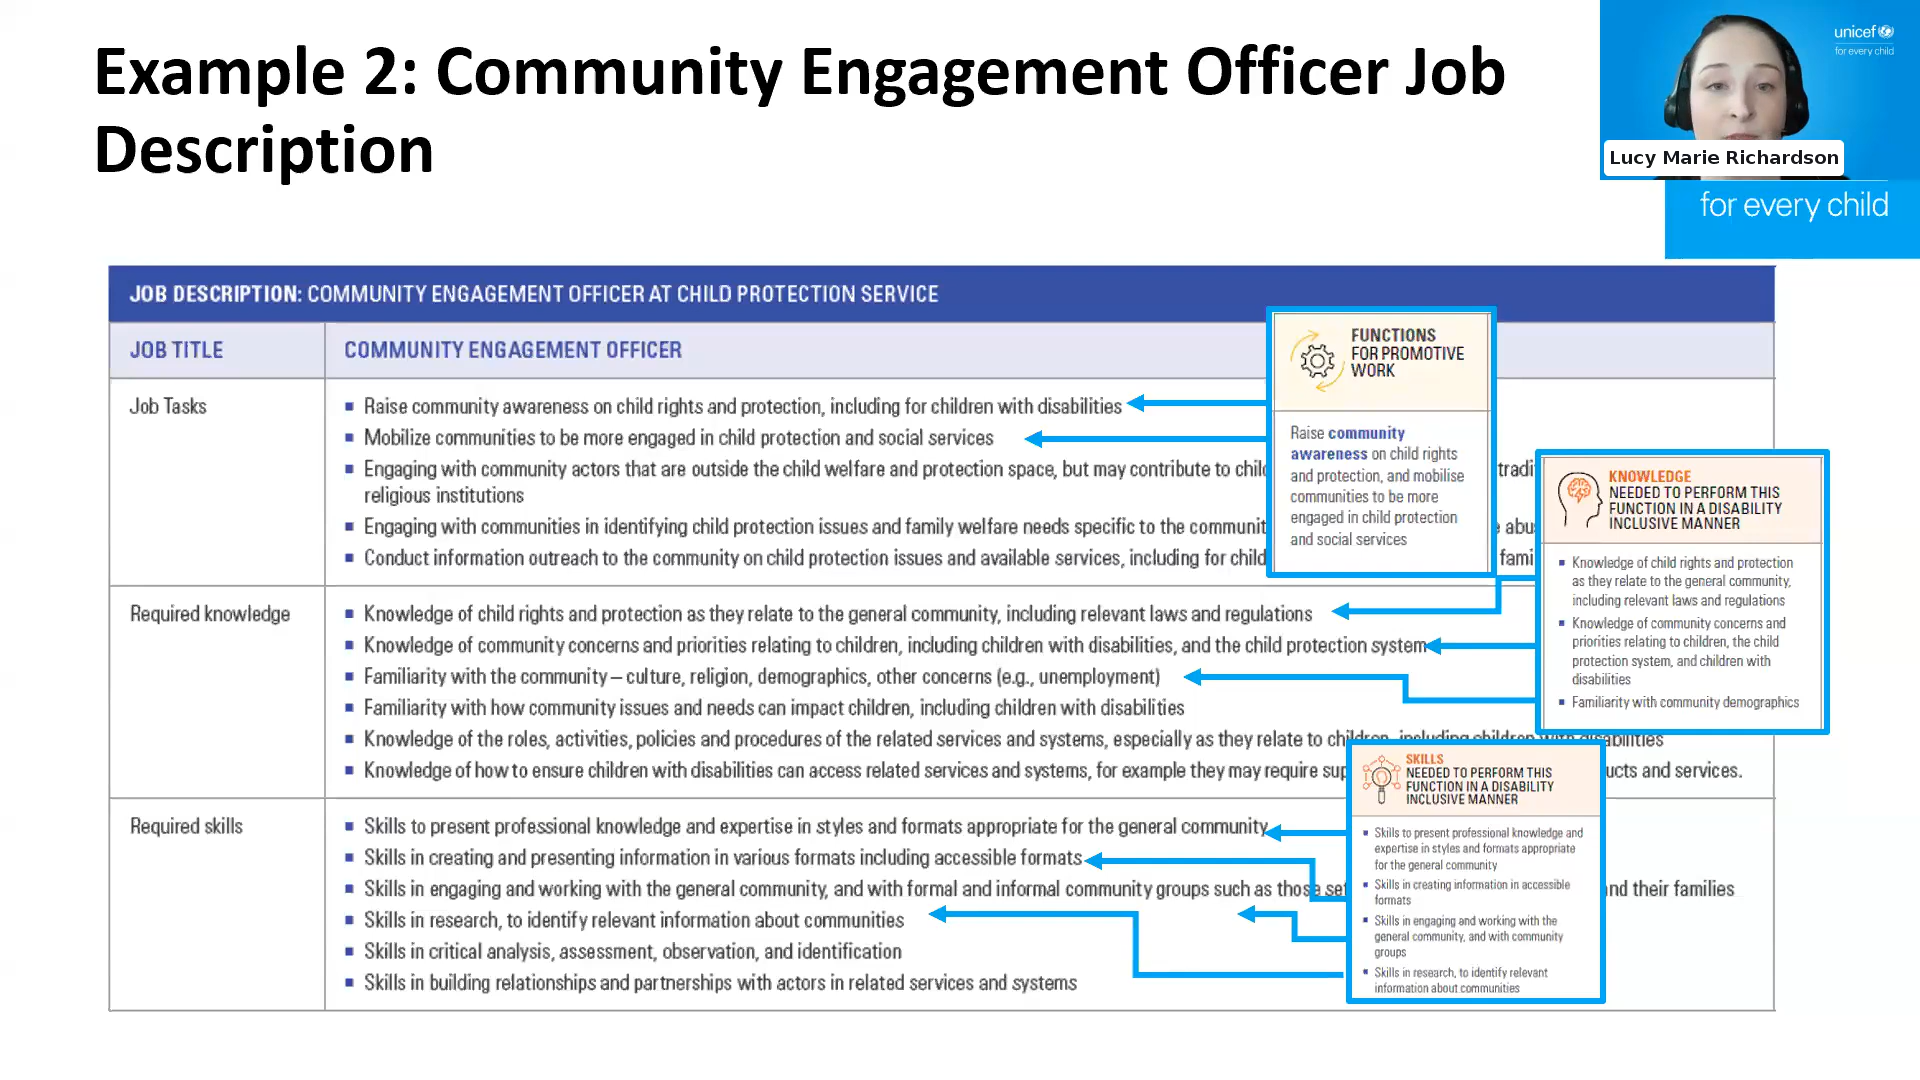 Example 2: Community Engagement Officer Job
Description
unicef
for every child
Lucy Marie Richardson
for every child
JOB DESCRIPTION: COMMUNITY ENGAGEMENT OFFICER AT CHILD PROTECTION SERVICE
JOB TITLE
COMMUNITY ENGAGEMENT OFFICER
Job Tasks
▪ Raise community awareness on child rights and protection, including for children with disabilities
▪ Mobilize communities to be more engaged in child protection and social services
▪ Engaging with community actors that are outside the child welfare and protection space, but may contribute to
religious institutions
▪ Engaging with communities in identifying child protection issues and family welfare needs specific to the
▪ Conduct information outreach to the community on child protection issues and available services, including for child
FUNCTIONS
FOR PROMOTIVE
WORK
Raise community
awareness on child rights
and protection, and mobilise
communities to be more
engaged in child protection
and social services
Required knowledge
▪ Knowledge of child rights and protection as they relate to the general community, including relevant laws and regulations
▪ Knowledge of community concerns and priorities relating to children, including children with disabilities, and the child protection system
▪ Familiarity with the community – culture, religion, demographics, other concerns (e.g., unemployment)
▪ Familiarity with how community issues and needs can impact children, including children with disabilities
▪ Knowledge of the roles, activities, policies and procedures of the related services and systems, especially as they relate to children, including children with disabilities
▪ Knowledge of how to ensure children with disabilities can access related services and systems, for example they may require and services.
KNOWLEDGE
NEEDED TO PERFORM THIS
FUNCTION IN A DISABILITY
INCLUSIVE MANNER
▪ Knowledge of child rights and protection
as they relate to the general community,
including relevant laws and regulations
▪ Knowledge of community concerns and
priorities relating to children, the child
protection system, and children with
disabilities
▪ Familiarity with community demographics
Required skills
▪ Skills to present professional knowledge and expertise in styles and formats appropriate for the general community
▪ Skills in creating and presenting information in various formats including accessible formats
▪ Skills in engaging and working with the general community, and with formal and informal community groups such as those and their families
▪ Skills in research, to identify relevant information about communities
▪ Skills in critical analysis, assessment, observation, and identification
▪ Skills in building relationships and partnerships with actors in related services and systems
SKILLS
NEEDED TO PERFORM THIS
FUNCTION IN A DISABILITY
INCLUSIVE MANNER
▪ Skills to present professional knowledge and
expertise in styles and formats appropriate
for the general community
▪ Skills in creating information in accessible
formats
▪ Skills in engaging and working with the
general community, and with community
groups
▪ Skills in research, to identify relevant
information about communities